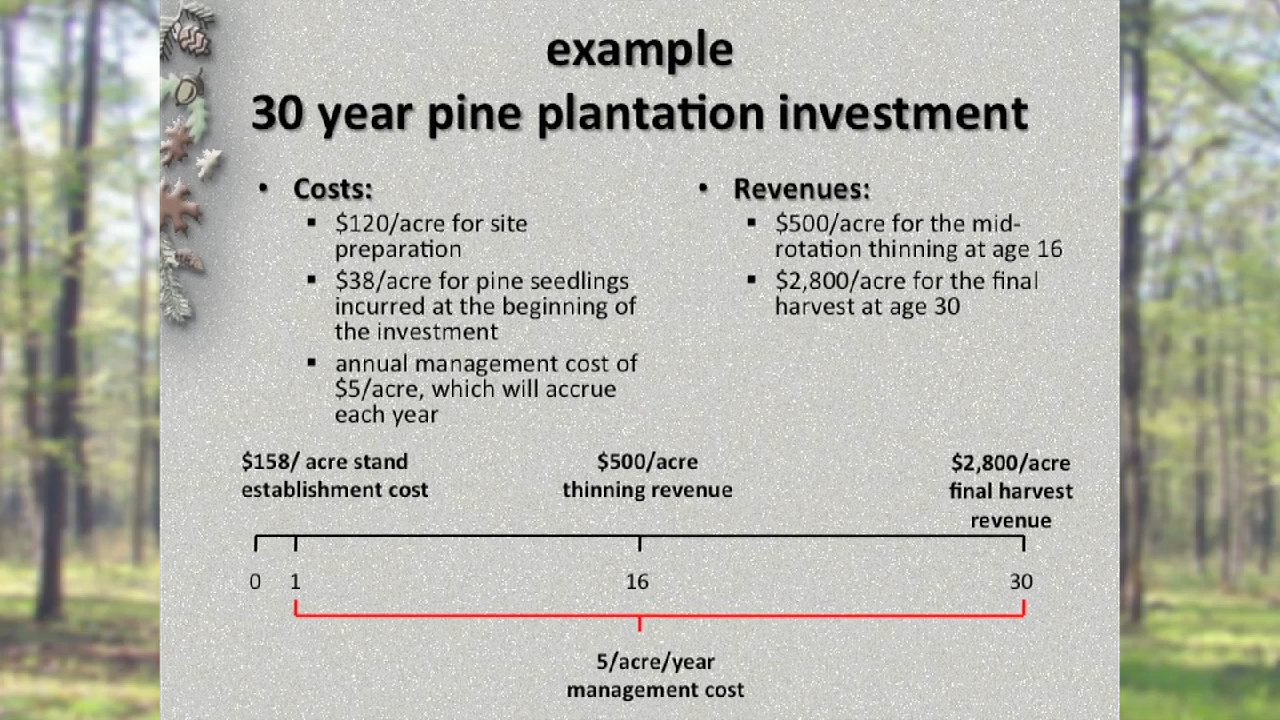 example
30 year pine plantation investment
• Costs:
▪ $120/acre for site
preparation
▪ $38/acre for pine seedlings
incurred at the beginning of
the investment
▪ annual management cost of
$5/acre, which will accrue
each year
• Revenues:
▪ $500/acre for the mid-
rotation thinning at age 16
▪ $2,800/acre for the final
harvest at age 30
$158/ acre stand
establishment cost
$500/acre
thinning revenue
$2,800/acre
final harvest
revenue
0 1 16 30
5/acre/year
management cost